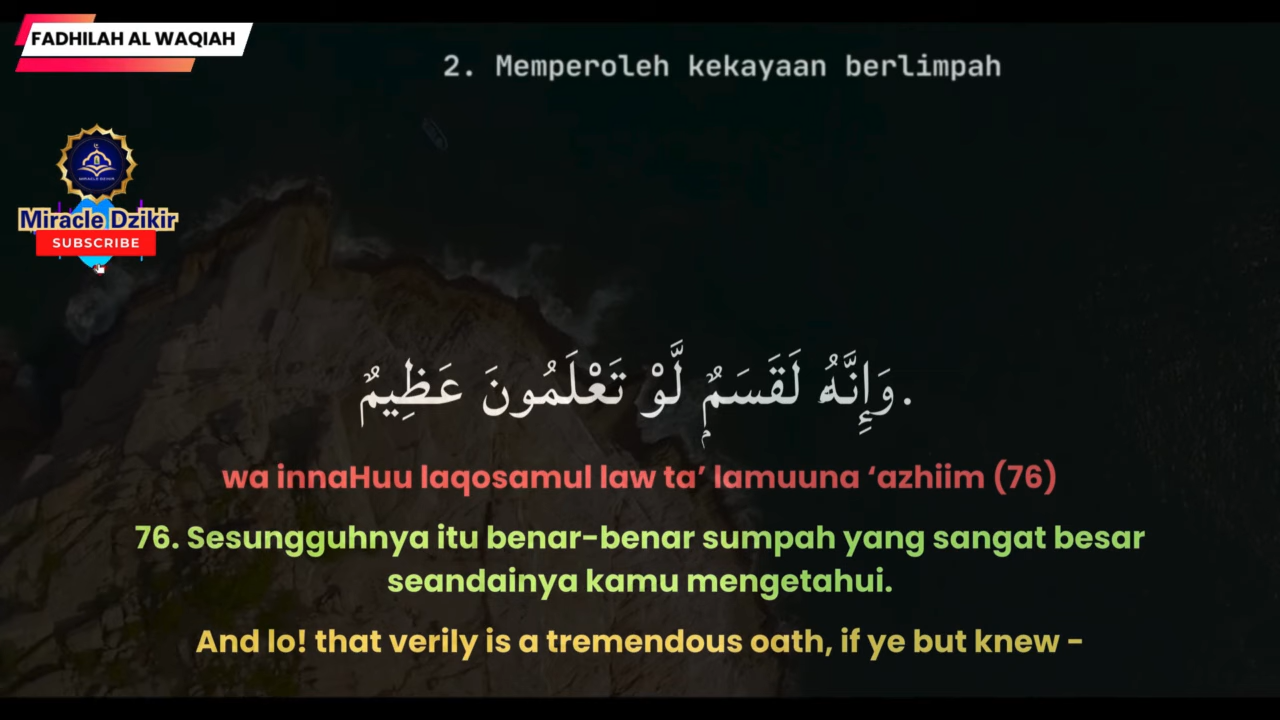 FADHILAH AL WAQIAH
2. Memperoleh kekayaan berlimpah
MIRACLE DZIKIR
Miracle Dzikir
SUBSCRIBE
.وَإِنَّهُۥ لَقَسَمٌۭ لَّوْ تَعْلَمُونَ عَظِيمٌ
wa innaHuu laqosamul law ta’ lamuuna ‘azhiim (76)
76. Sesungguhnya itu benar-benar sumpah yang sangat besar
seandainya kamu mengetahui.
And lo! that verily is a tremendous oath, if ye but knew -